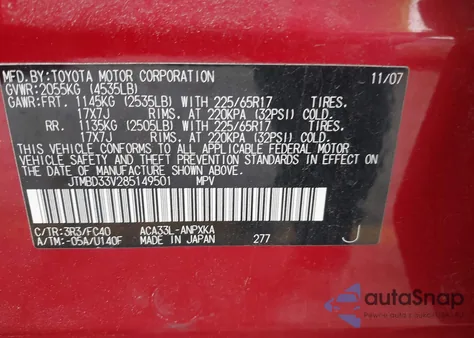 MFD.BY:TOYOTA MOTOR CORPORATION 11/07
GVWR:2055KG (4535LB)
GAWR:FRT. 1145KG (2535LB) WITH 225/65R17 TIRES.
17X7J RIMS. AT 220KPA (32PSI) COLD.
RR. 1135KG (2505LB) WITH 225/65R17 TIRES.
17X7J RIMS. AT 220KPA (32PSI) COLD.
THIS VEHICLE CONFORMS TO ALL APPLICABLE FEDERAL MOTOR
VEHICLE SAFETY AND BUMPER STANDARDS IN EFFECT ON THE DATE
OF MANUFACTURE SHOWN ABOVE.
JTMBD33V285149501 MPV
C/TR:3R3/FC40 ACA33L-ANPXKA
A/TM:-05A/U140F MADE IN JAPAN 277 J
autoSnap